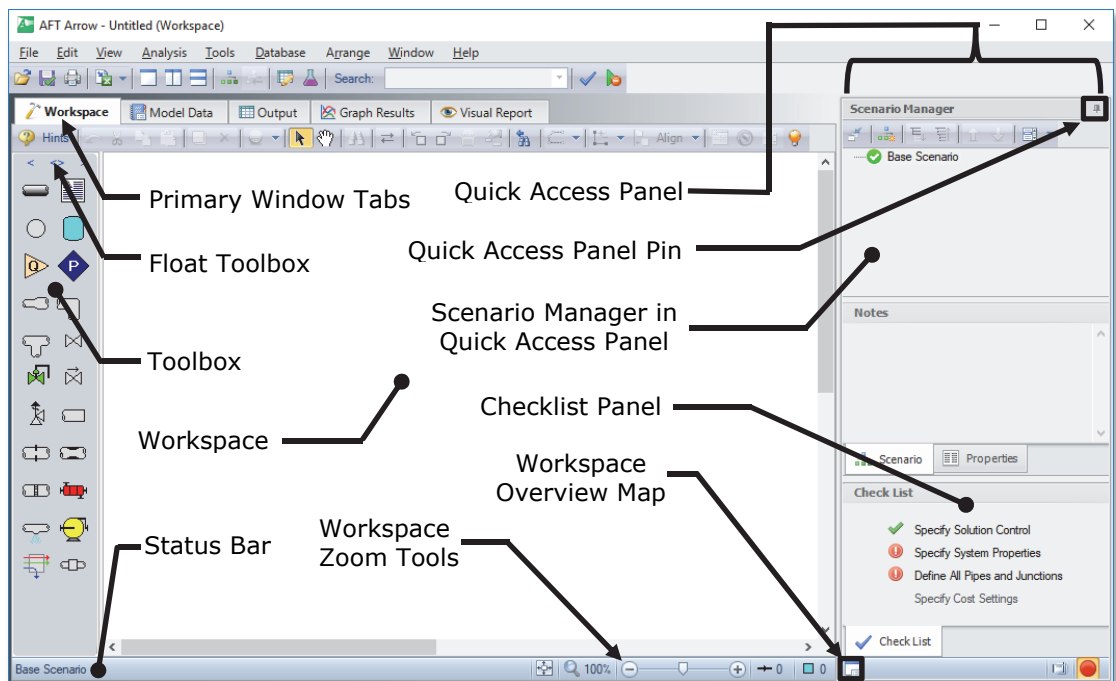 AFT Arrow - Untitled (Workspace)
File Edit View Analysis Tools Database Arrange Window Help
Search:
Workspace Model Data Output Graph Results Visual Report
Scenario Manager
Hints Align
Base Scenario
< <> >
Primary Window Tabs
Quick Access Panel
Float Toolbox
Quick Access Panel Pin
Q P
Scenario Manager in
Quick Access Panel
Notes
Toolbox
Checklist Panel
Workspace
Scenario Properties
Workspace
Overview Map
Check List
Specify Solution Control
Status Bar
Workspace
Zoom Tools
Specify System Properties
Define All Pipes and Junctions
Specify Cost Settings
Check List
Base Scenario 100% 0 0